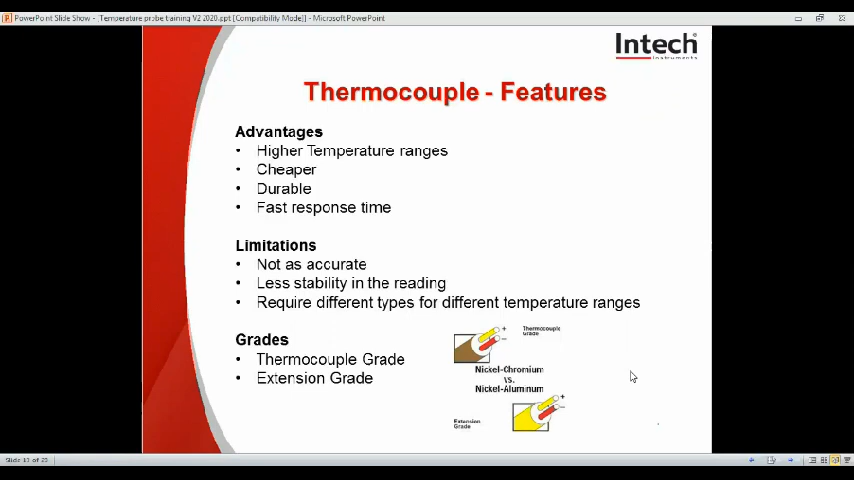 PowerPoint Slide Show - [Temperature probe training V2 2020.ppt [Compatibility Mode]] - Microsoft PowerPoint
Intech
Instruments
Thermocouple - Features
Advantages
• Higher Temperature ranges
• Cheaper
• Durable
• Fast response time
Limitations
• Not as accurate
• Less stability in the reading
• Require different types for different temperature ranges
Grades
• Thermocouple Grade
• Extension Grade
+
Thermocouple
Grade
−
Nickel-Chromium
vs.
Nickel-Aluminum
+
−
Extension
Grade